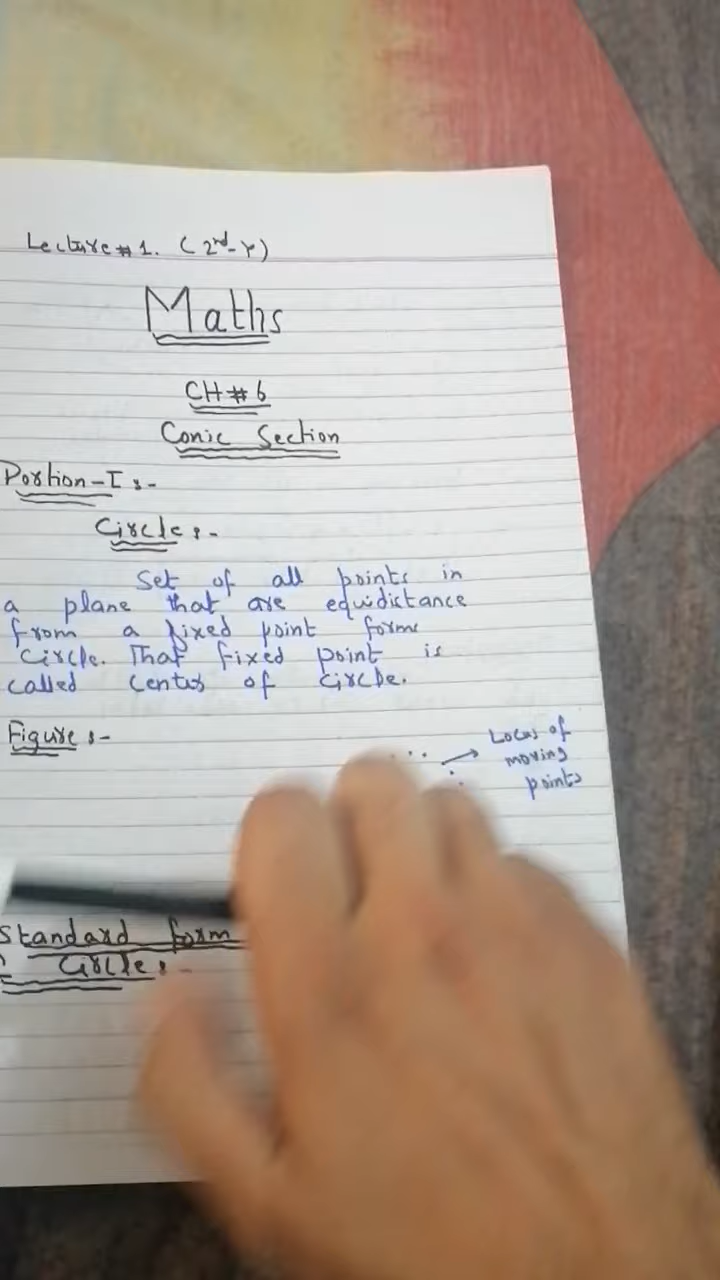 Lecture # 1. (2nd-Y)
Maths
CH # 6
Conic Section
Portion-I :-
Circle :-
Set of all points in
a plane that are equidistance
from a fixed point forms
Circle. That fixed point is
called center of circle.
Figure :-
Locus of
moving
points
Standard form
Circle :-